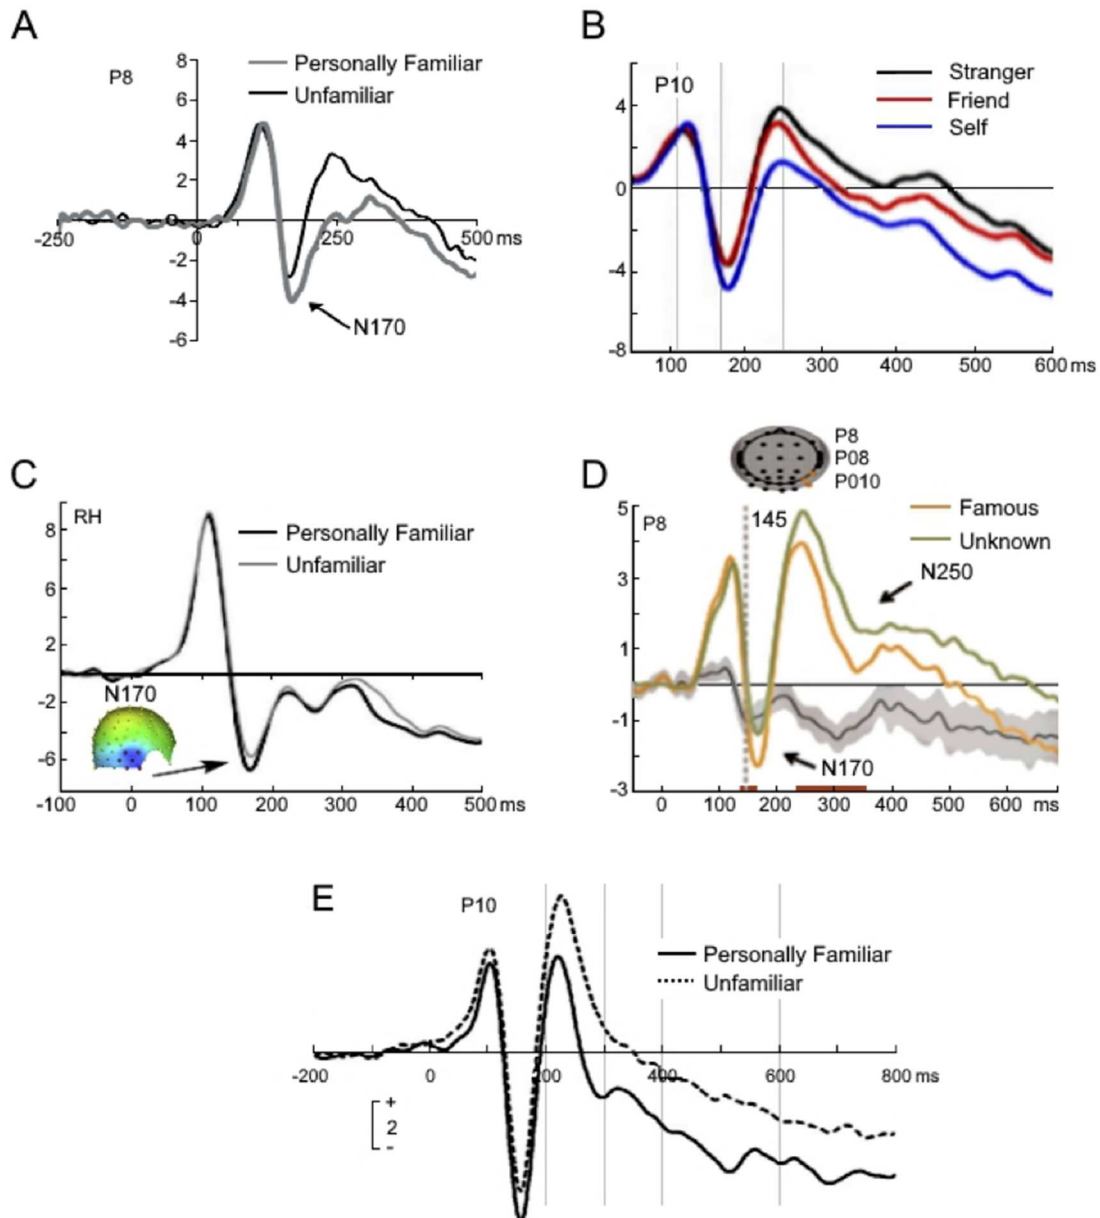 A
P8
Personally Familiar
Unfamiliar
8
6
4
2
0
-2
-4
-6
-250
0
250
500 ms
N170
B
P10
Stranger
Friend
Self
4
0
-4
-8
100
200
300
400
500
600 ms
C
RH
Personally Familiar
Unfamiliar
8
6
2
-2
-6
N170
-100
0
100
200
300
400
500 ms
D
P8
P08
P010
P8
145
Famous
Unknown
N250
N170
5
3
1
-1
-3
0
100
200
300
400
500
600
ms
E
P10
Personally Familiar
Unfamiliar
-200
0
200
400
600
800 ms
+
2
-